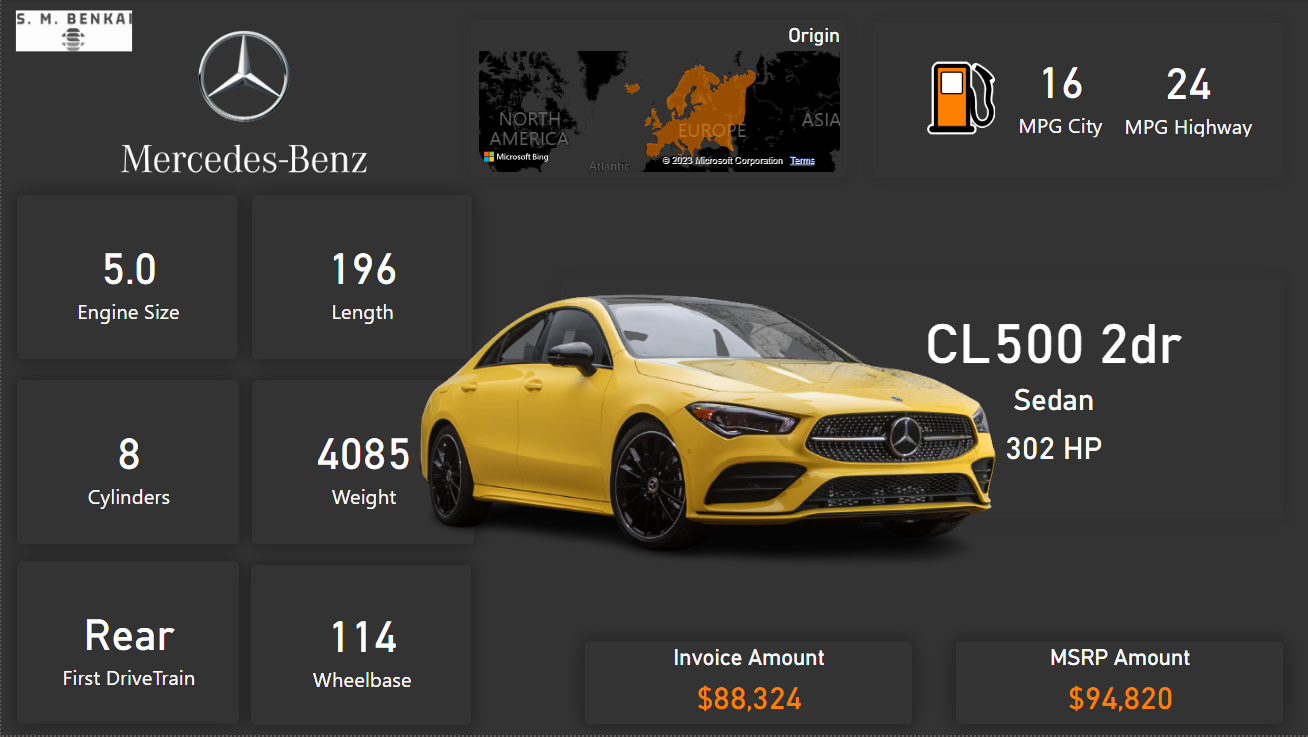 S. M. BENKAI
Mercedes-Benz
Origin
NORTH
AMERICA
EUROPE
ASIA
Atlantic
Microsoft Bing
© 2023 Microsoft Corporation Terms
16
MPG City
24
MPG Highway
5.0
Engine Size
196
Length
CL500 2dr
Sedan
302 HP
8
Cylinders
4085
Weight
Rear
First DriveTrain
114
Wheelbase
Invoice Amount
$88,324
MSRP Amount
$94,820